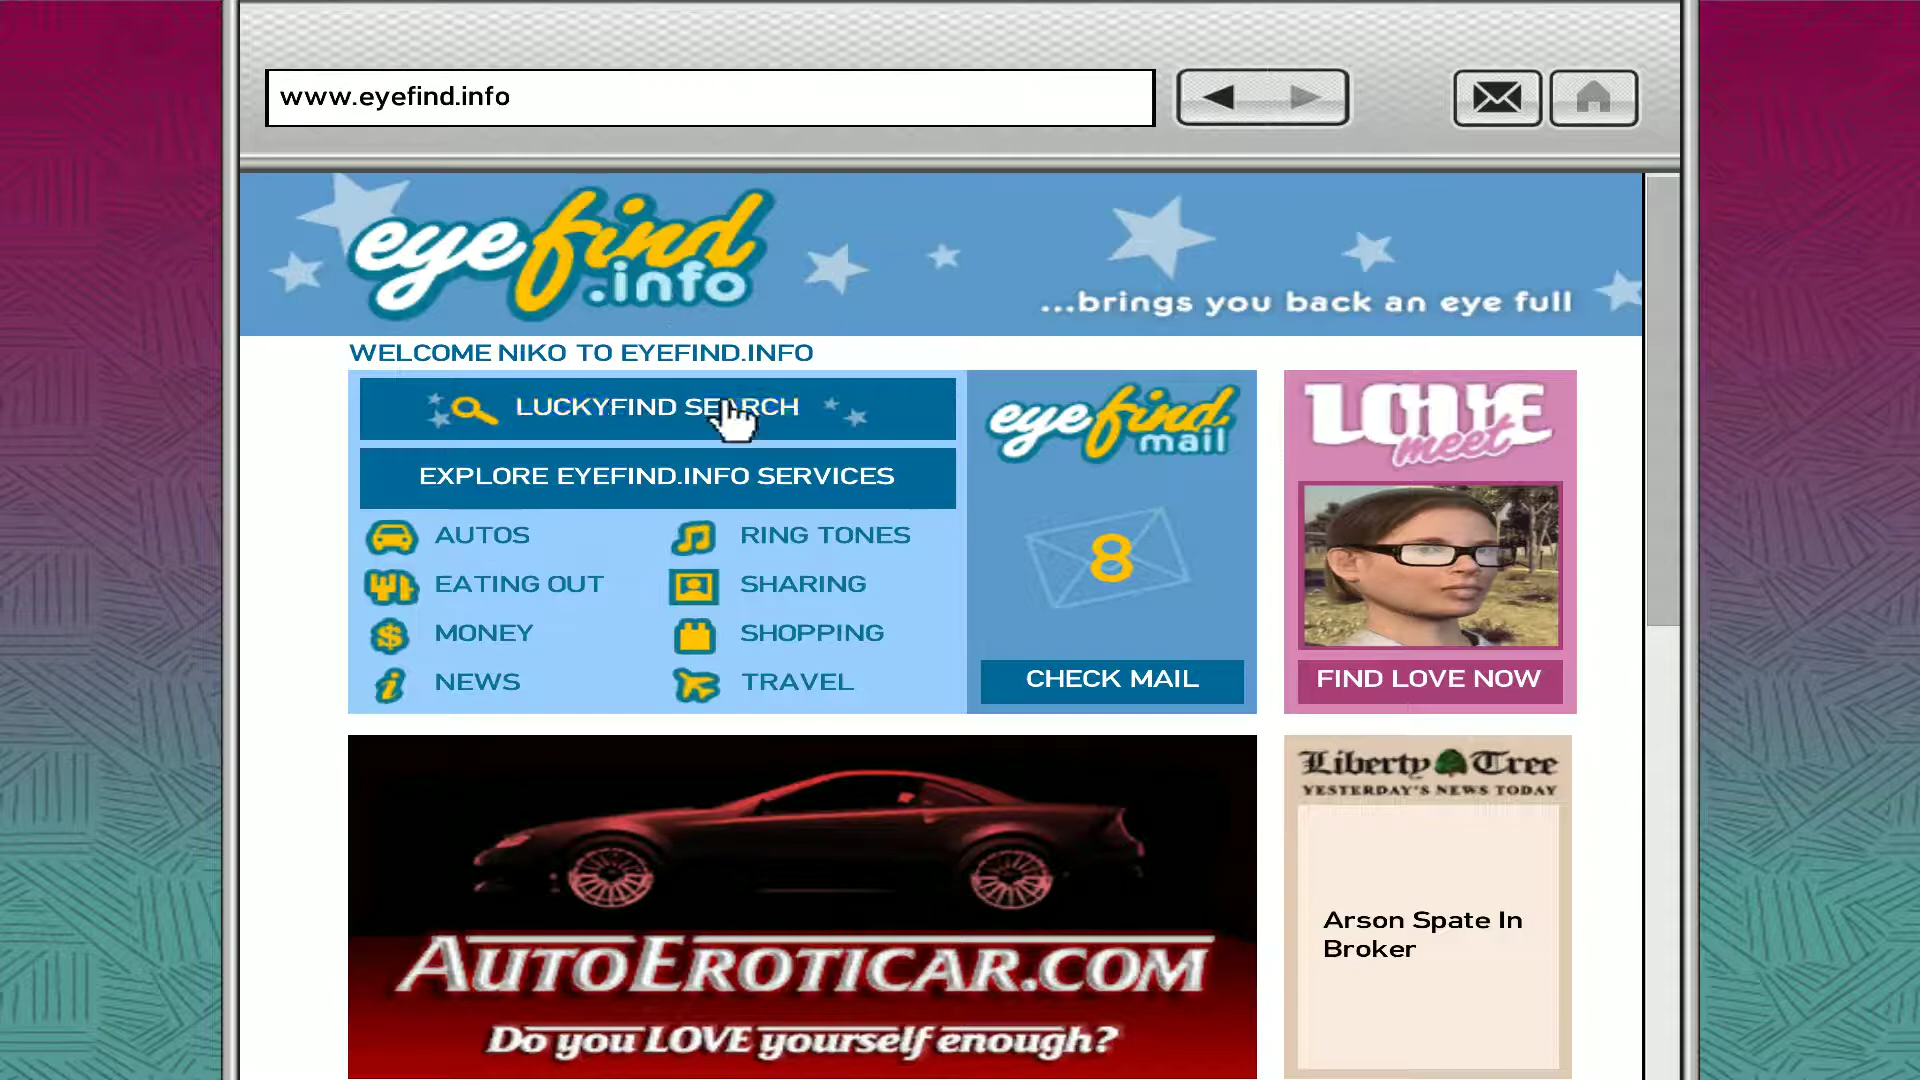 www.eyefind.info
eyefind
.info
...brings you back an eye full
WELCOME NIKO TO EYEFIND.INFO
LUCKYFIND SEARCH
EXPLORE EYEFIND.INFO SERVICES
AUTOS
RING TONES
EATING OUT
SHARING
MONEY
SHOPPING
NEWS
TRAVEL
eyefind
mail
8
CHECK MAIL
LOVE
meet
FIND LOVE NOW
AUTOEROTICAR.COM
Do you LOVE yourself enough?
Liberty Tree
YESTERDAY'S NEWS TODAY
Arson Spate In
Broker